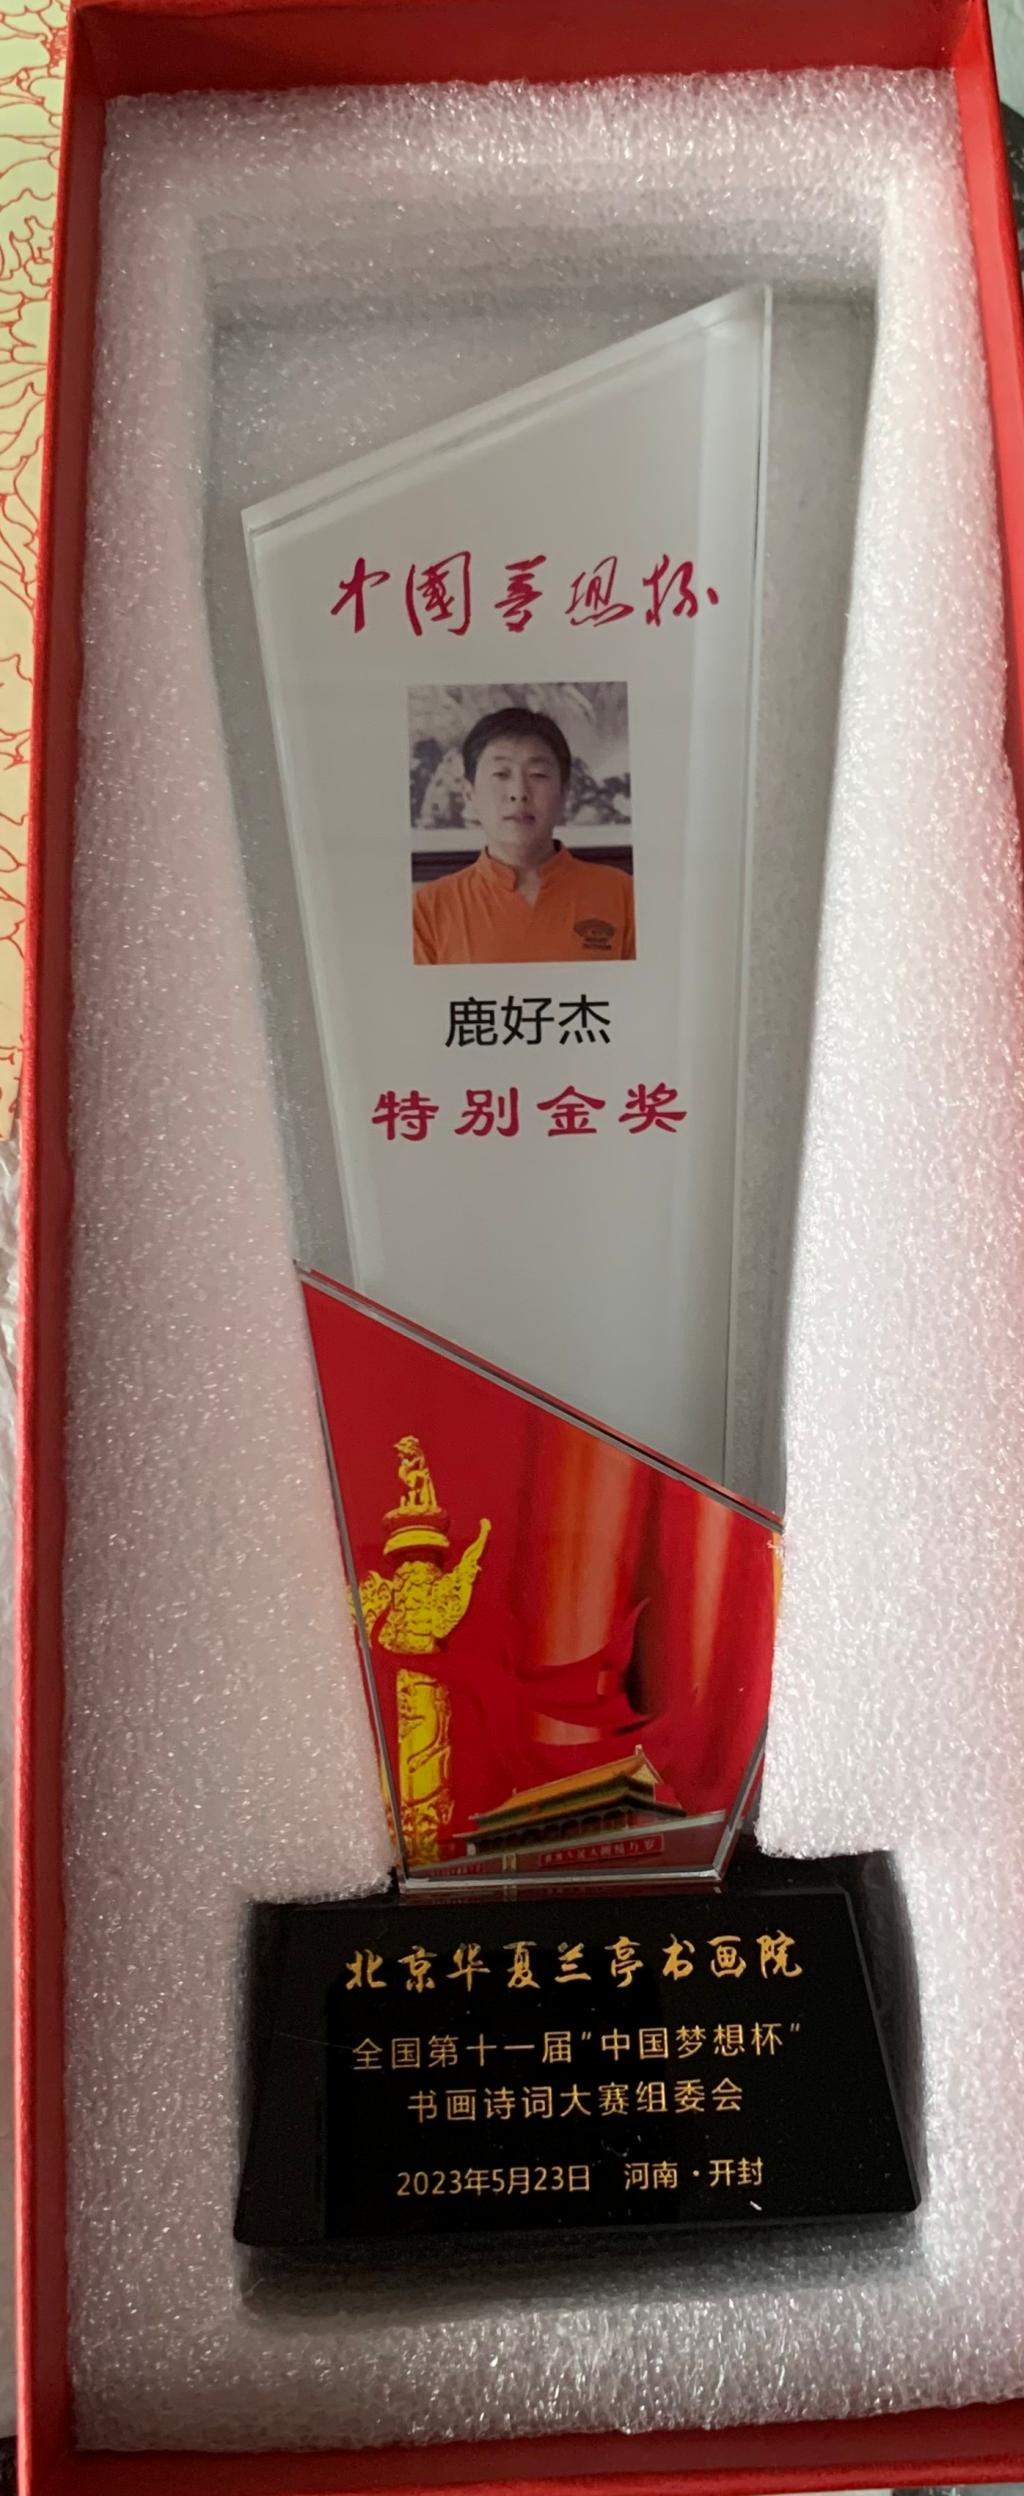 中國梦想杯
鹿好杰
特别金奖
北京华夏兰亭书画院
全国第十一届“中国梦想杯”
书画诗词大赛组委会
2023年5月23日 河南·开封